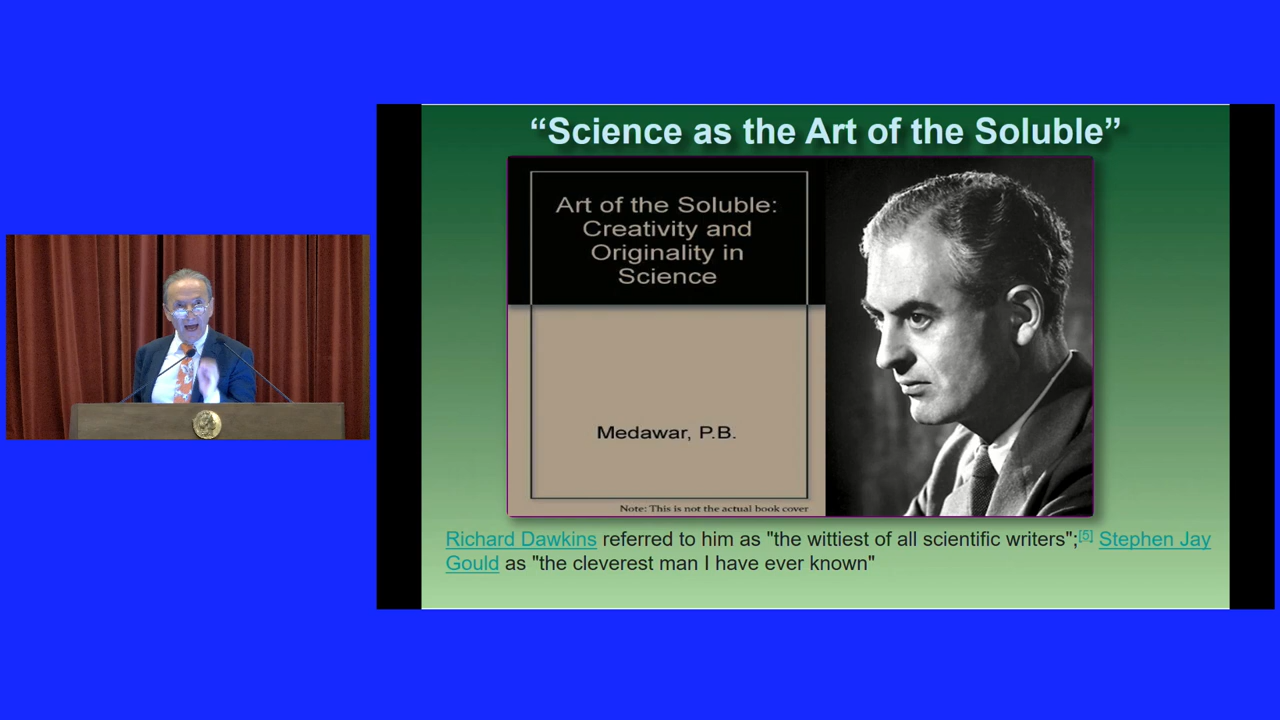 “Science as the Art of the Soluble”
Art of the Soluble:
Creativity and
Originality in
Science
Medawar, P.B.
Note: This is not the actual book cover
Richard Dawkins referred to him as "the wittiest of all scientific writers";[5] Stephen Jay
Gould as "the cleverest man I have ever known"